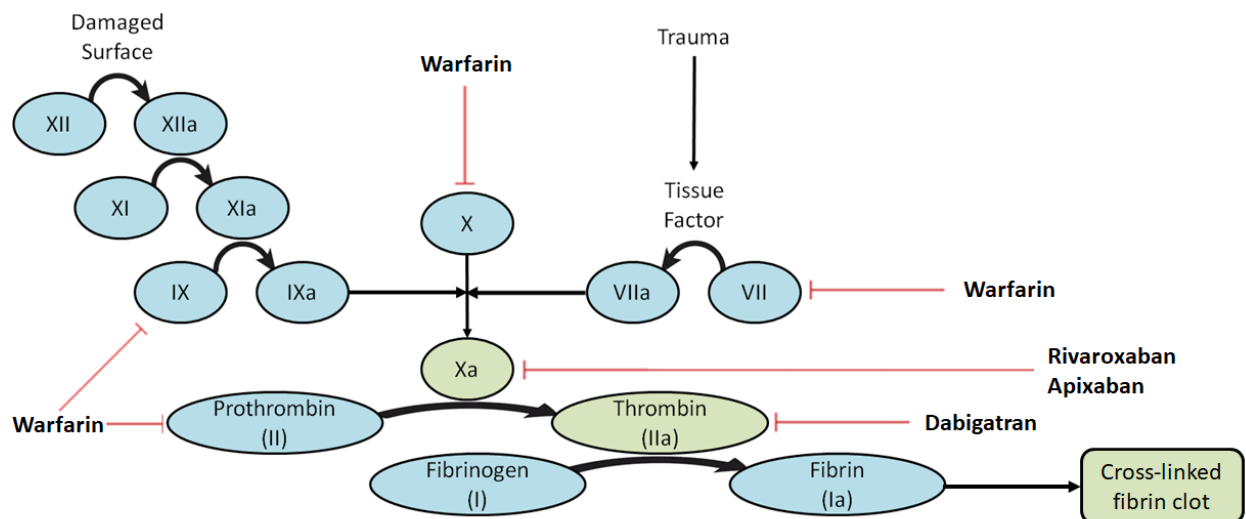 Damaged
Surface
Trauma
Warfarin
XII
XIIa
XI
XIa
Tissue
Factor
X
IX
IXa
VIIa
VII
Warfarin
Xa
Rivaroxaban
Apixaban
Warfarin
Prothrombin
(II)
Thrombin
(IIa)
Dabigatran
Fibrinogen
(I)
Fibrin
(Ia)
Cross-linked
fibrin clot